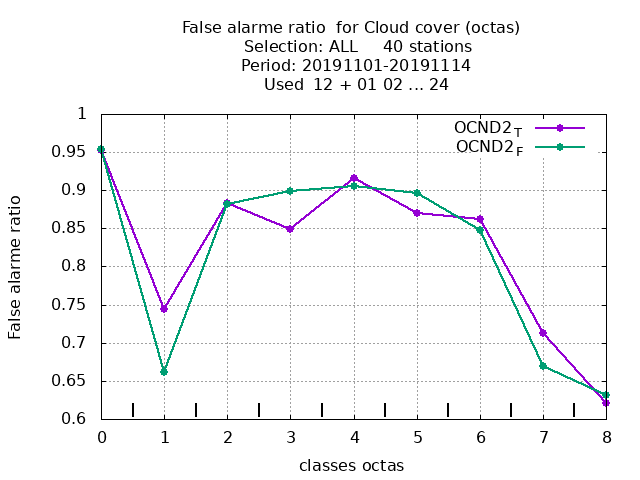 False alarme ratio  for Cloud cover (octas)
Selection: ALL     40 stations
Period: 20191101-20191114
Used  12 + 01 02 ... 24
OCND2 T
OCND2 F
1
0.95
0.9
0.85
0.8
0.75
0.7
0.65
0.6
False alarme ratio
0 1 2 3 4 5 6 7 8
classes octas